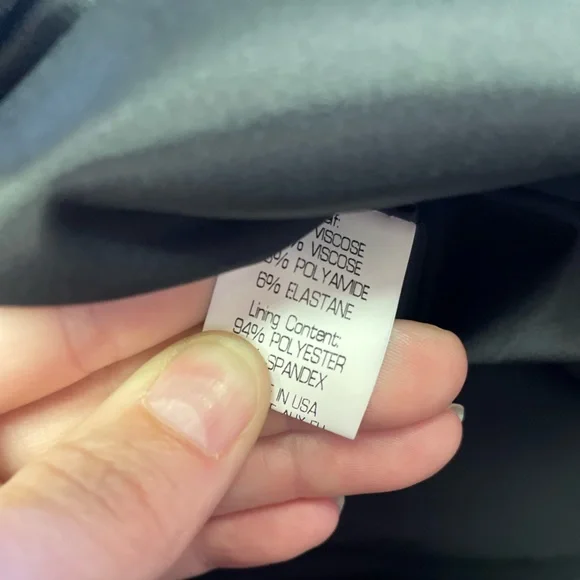 VISCOSE
% VISCOSE
% POLYAMIDE
6% ELASTANE
Lining Content:
94% POLYESTER
% SPANDEX
IN USA